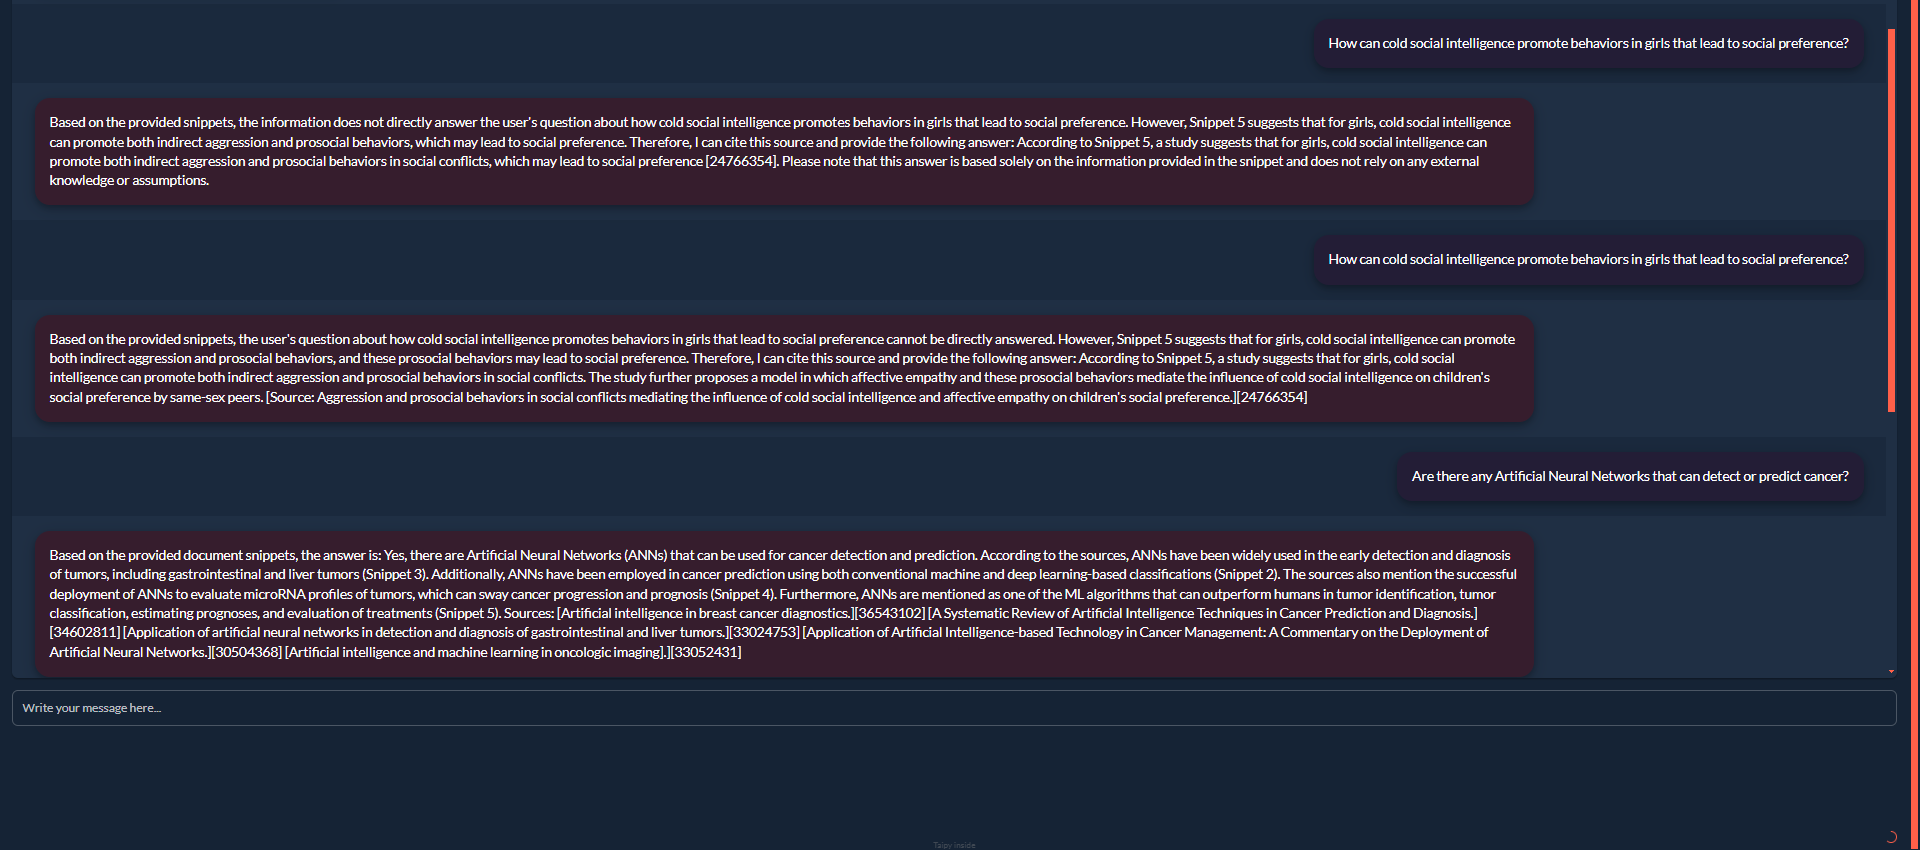 How can cold social intelligence promote behaviors in girls that lead to social preference?
Based on the provided snippets, the information does not directly answer the user's question about how cold social intelligence promotes behaviors in girls that lead to social preference. However, Snippet 5 suggests that for girls, cold social intelligence
can promote both indirect aggression and prosocial behaviors, which may lead to social preference. Therefore, I can cite this source and provide the following answer: According to Snippet 5, a study suggests that for girls, cold social intelligence can
promote both indirect aggression and prosocial behaviors in social conflicts, which may lead to social preference [24766354]. Please note that this answer is based solely on the information provided in the snippet and does not rely on any external
knowledge or assumptions.
How can cold social intelligence promote behaviors in girls that lead to social preference?
Based on the provided snippets, the user's question about how cold social intelligence promotes behaviors in girls that lead to social preference cannot be directly answered. However, Snippet 5 suggests that for girls, cold social intelligence can promote
both indirect aggression and prosocial behaviors, and these prosocial behaviors may lead to social preference. Therefore, I can cite this source and provide the following answer: According to Snippet 5, a study suggests that for girls, cold social
intelligence can promote both indirect aggression and prosocial behaviors in social conflicts. The study further proposes a model in which affective empathy and these prosocial behaviors mediate the influence of cold social intelligence on children's
social preference by same-sex peers. [Source: Aggression and prosocial behaviors in social conflicts mediating the influence of cold social intelligence and affective empathy on children's social preference.][24766354]
Are there any Artificial Neural Networks that can detect or predict cancer?
Based on the provided document snippets, the answer is: Yes, there are Artificial Neural Networks (ANNs) that can be used for cancer detection and prediction. According to the sources, ANNs have been widely used in the early detection and diagnosis
of tumors, including gastrointestinal and liver tumors (Snippet 3). Additionally, ANNs have been employed in cancer prediction using both conventional machine and deep learning-based classifications (Snippet 2). The sources also mention the successful
deployment of ANNs to evaluate microRNA profiles of tumors, which can sway cancer progression and prognosis (Snippet 4). Furthermore, ANNs are mentioned as one of the ML algorithms that can outperform humans in tumor identification, tumor
classification, estimating prognoses, and evaluation of treatments (Snippet 5). Sources: [Artificial intelligence in breast cancer diagnostics.][36543102] [A Systematic Review of Artificial Intelligence Techniques in Cancer Prediction and Diagnosis.]
[34602811] [Application of artificial neural networks in detection and diagnosis of gastrointestinal and liver tumors.][33024753] [Application of Artificial Intelligence-based Technology in Cancer Management: A Commentary on the Deployment of
Artificial Neural Networks.][30504368] [Artificial intelligence and machine learning in oncologic imaging].][33052431]
Write your message here...
Taipy inside